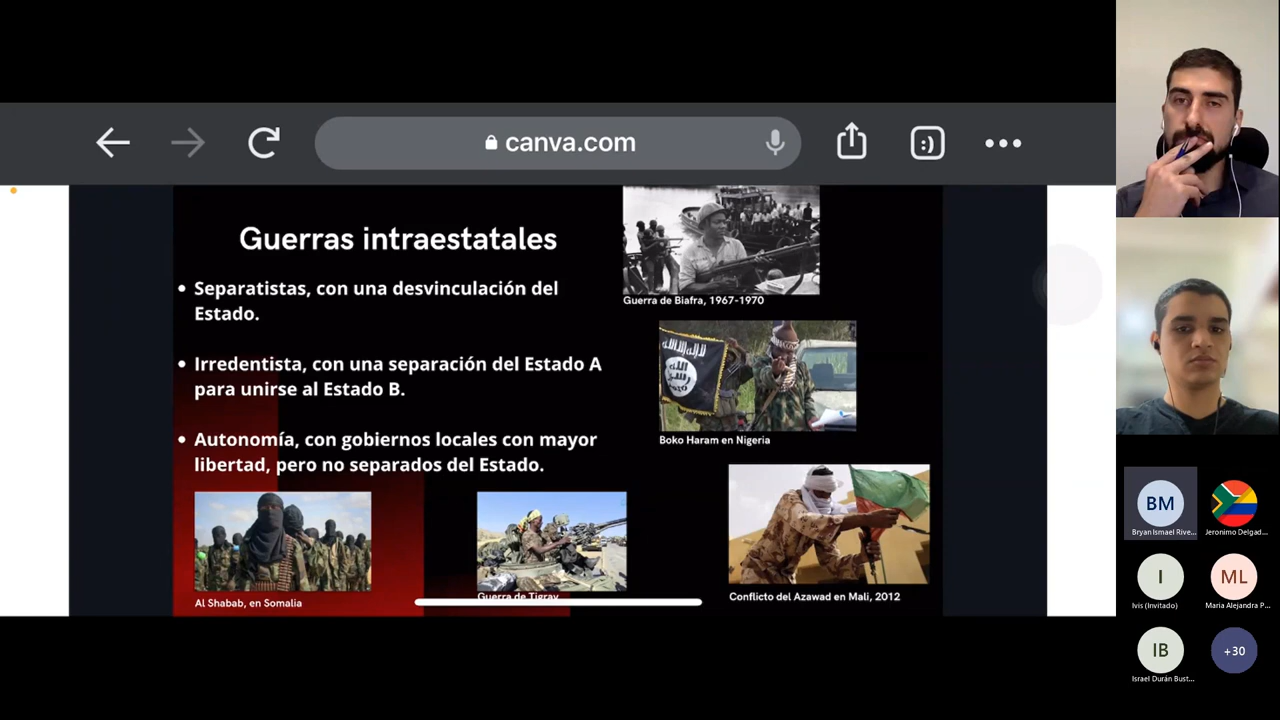 canva.com
Guerras intraestatales
• Separatistas, con una desvinculación del
Estado.
• Irredentista, con una separación del Estado A
para unirse al Estado B.
• Autonomía, con gobiernos locales con mayor
libertad, pero no separados del Estado.
Guerra de Biafra, 1967-1970
Boko Haram en Nigeria
Al Shabab, en Somalia
Guerra de Tigray
Conflicto del Azawad en Mali, 2012
BM
Bryan Ismael Rive...
Jeronimo Delgad...
I
Ivis (Invitado)
ML
Maria Alejandra P...
IB
Israel Durán Bust...
+30